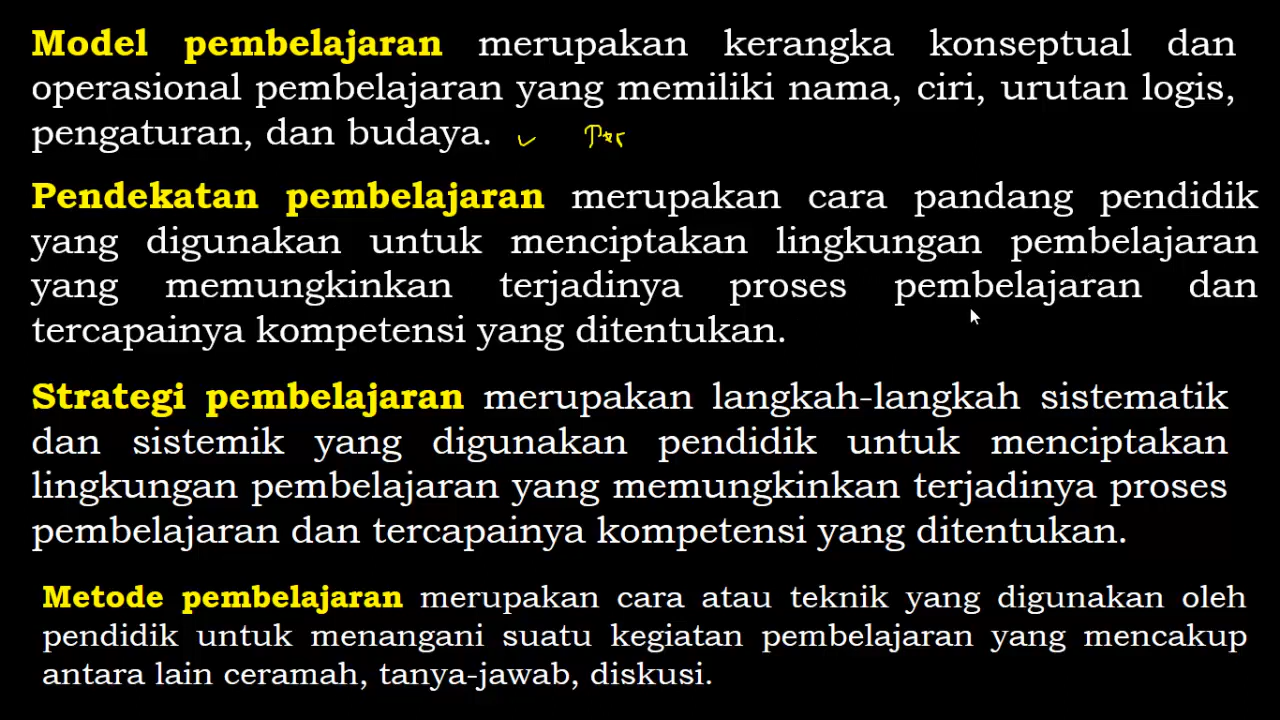 Model pembelajaran merupakan kerangka konseptual dan
operasional pembelajaran yang memiliki nama, ciri, urutan logis,
pengaturan, dan budaya.
Pendekatan pembelajaran merupakan cara pandang pendidik
yang digunakan untuk menciptakan lingkungan pembelajaran
yang memungkinkan terjadinya proses pembelajaran dan
tercapainya kompetensi yang ditentukan.
Strategi pembelajaran merupakan langkah-langkah sistematik
dan sistemik yang digunakan pendidik untuk menciptakan
lingkungan pembelajaran yang memungkinkan terjadinya proses
pembelajaran dan tercapainya kompetensi yang ditentukan.
Metode pembelajaran merupakan cara atau teknik yang digunakan oleh
pendidik untuk menangani suatu kegiatan pembelajaran yang mencakup
antara lain ceramah, tanya-jawab, diskusi.